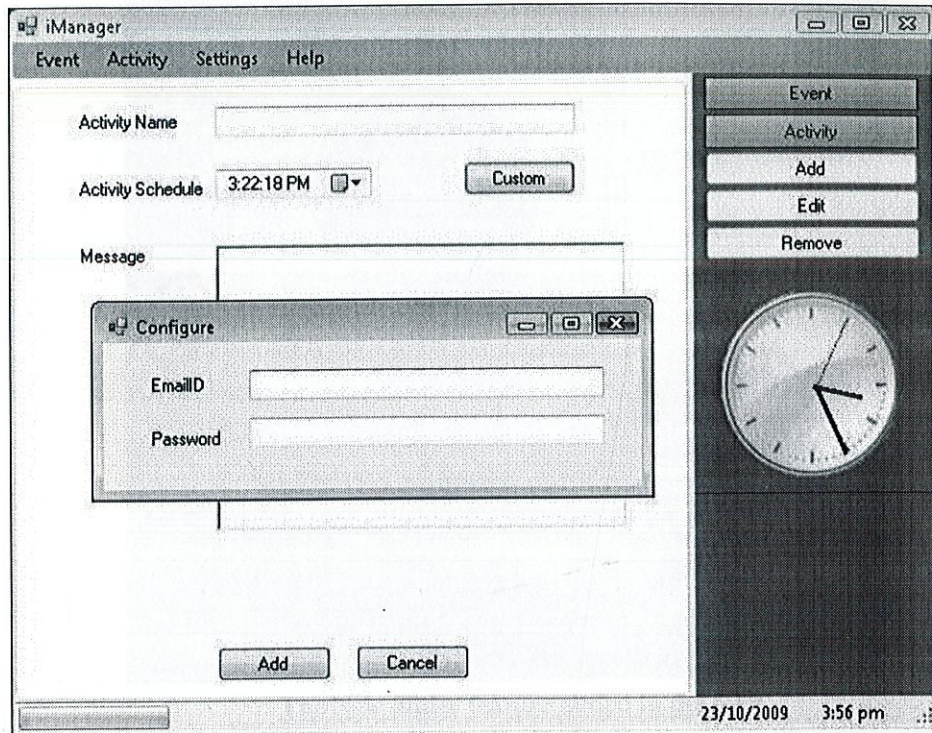 iManager
Event Activity Settings Help
Activity Name
Activity Schedule 3:22:18 PM Custom
Message
Configure
EmailID
Password
Add Cancel
Event
Activity
Add
Edit
Remove
23/10/2009 3:56 pm